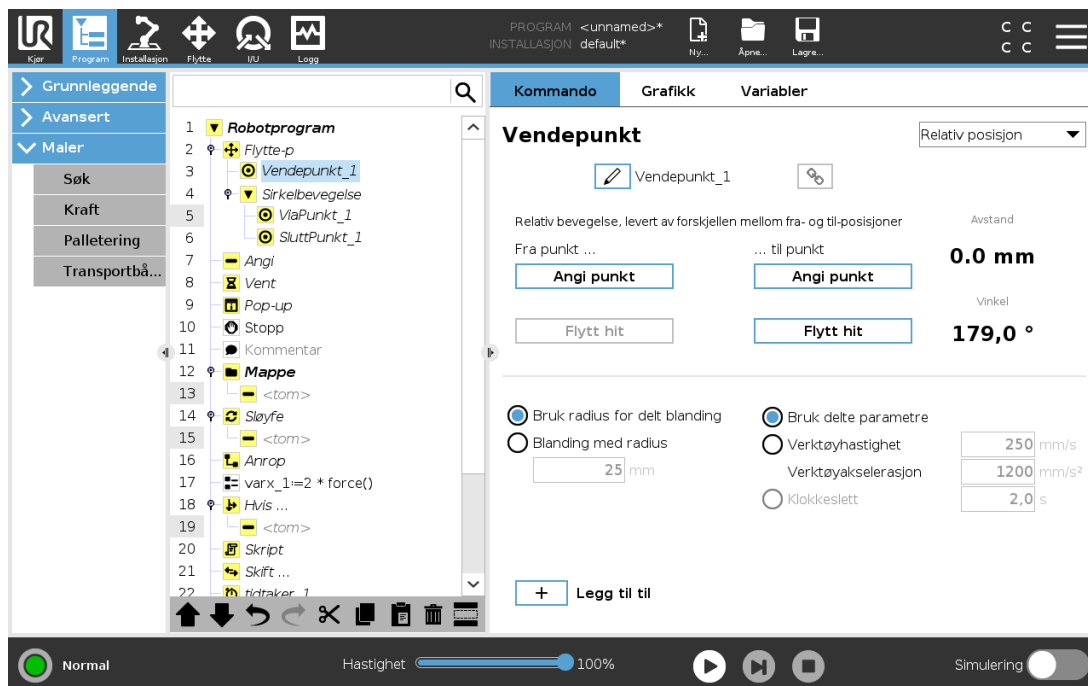 PROGRAM <unnamed>*
INSTALLASJON default*
Kjør Program Installasjon Flytte I/U Logg Ny... Åpne... Lagre...
C C
C C
Grunnleggende
Avansert
Maler
Søk
Kraft
Palletering
Transportbå...
1 Robotprogram
2 Flytte-p
3 Vendepunkt_1
4 Sirkelbevegelse
5 ViaPunkt_1
6 SluttPunkt_1
7 Angi
8 Vent
9 Pop-up
10 Stopp
11 Kommentar
12 Mappe
13 <tom>
14 Sløyfe
15 <tom>
16 Anrop
17 varx_1:=2 * force()
18 Hvis ...
19 <tom>
20 Skript
21 Skift ...
22 tidtaker_1
Kommando Grafikk Variabler
Vendepunkt
Relativ posisjon
Vendepunkt_1
Relativ bevegelse, levert av forskjellen mellom fra- og til-posisjoner
Avstand
Fra punkt ... ... til punkt
0.0 mm
Angi punkt Angi punkt
Vinkel
Flytt hit Flytt hit
179,0 °
Bruk radius for delt blanding
Blanding med radius
25 mm
Bruk delte parametre
Verktøyhastighet 250 mm/s
Verktøyakselerasjon 1200 mm/s²
Klokkeslett 2,0 s
+ Legg til til
Normal Hastighet 100% Simulering